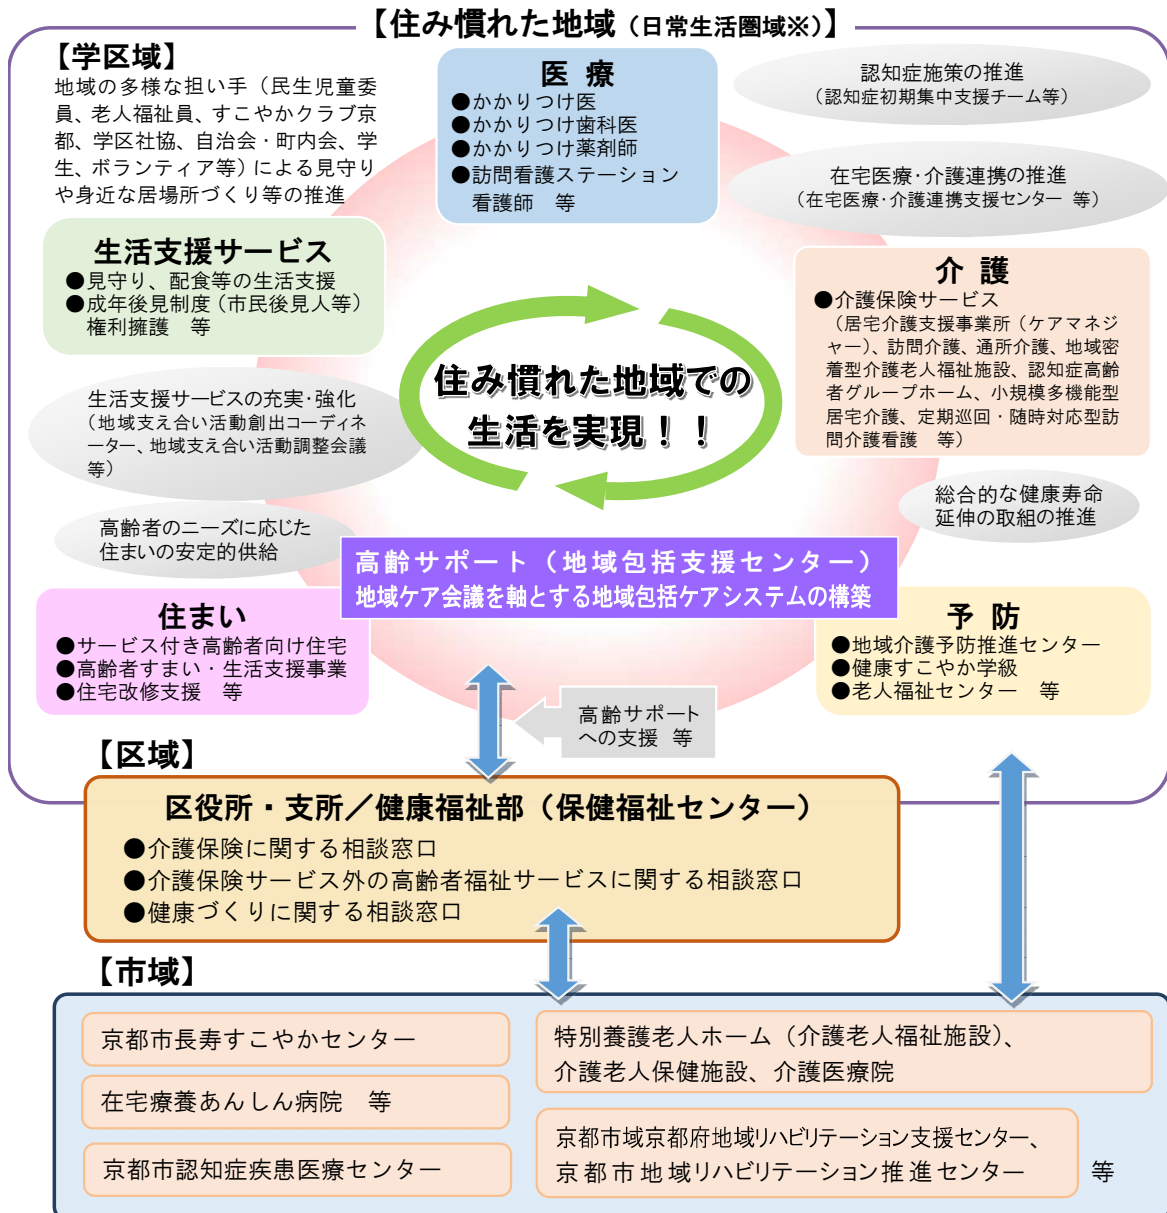 【住み慣れた地域（日常生活圏域※）】
【学区域】
地域の多様な担い手（民生児童委
員、老人福祉員、すこやかクラブ京
都、学区社協、自治会・町内会、学
生、ボランティア等）による見守り
や身近な居場所づくり等の推進
医 療
●かかりつけ医
●かかりつけ歯科医
●かかりつけ薬剤師
●訪問看護ステーション
看護師　等
認知症施策の推進
（認知症初期集中支援チーム等）
在宅医療・介護連携の推進
（在宅医療・介護連携支援センター 等）
生活支援サービス
●見守り、配食等の生活支援
●成年後見制度（市民後見人等）
権利擁護　等
介 護
●介護保険サービス
（居宅介護支援事業所（ケアマネジ
ャー）、訪問介護、通所介護、地域密
着型介護老人福祉施設、認知症高齢
者グループホーム、小規模多機能型
居宅介護、定期巡回・随時対応型訪
問介護看護　等）
住み慣れた地域での
生活を実現！！
生活支援サービスの充実・強化
（地域支え合い活動創出コーディネ
ーター、地域支え合い活動調整会議
等）
総合的な健康寿命
延伸の取組の推進
高齢者のニーズに応じた
住まいの安定的供給
高齢サポート（地域包括支援センター）
地域ケア会議を軸とする地域包括ケアシステムの構築
住まい
●サービス付き高齢者向け住宅
●高齢者すまい・生活支援事業
●住宅改修支援　等
予 防
●地域介護予防推進センター
●健康すこやか学級
●老人福祉センター　等
高齢サポート
への支援 等
【区域】
区役所・支所／健康福祉部（保健福祉センター）
●介護保険に関する相談窓口
●介護保険サービス外の高齢者福祉サービスに関する相談窓口
●健康づくりに関する相談窓口
【市域】
京都市長寿すこやかセンター
在宅療養あんしん病院　等
京都市認知症疾患医療センター
特別養護老人ホーム（介護老人福祉施設）、
介護老人保健施設、介護医療院
京都市域京都府地域リハビリテーション支援センター、
京都市地域リハビリテーション推進センター
等